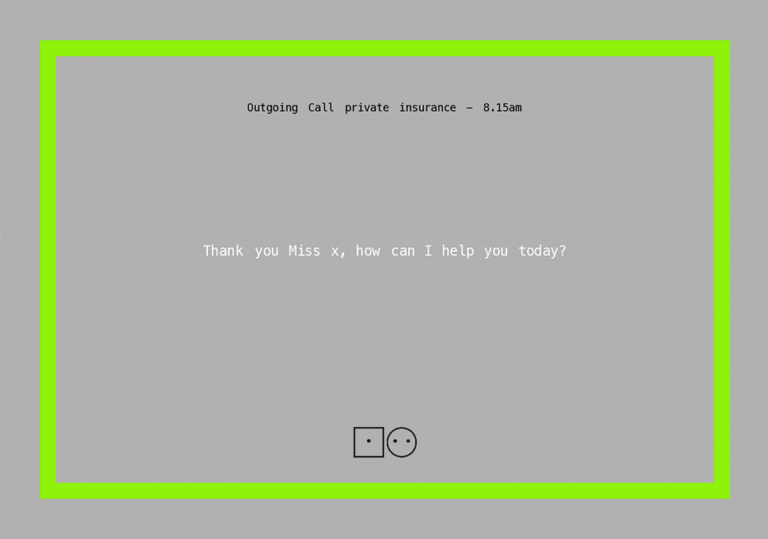 Outgoing Call private insurance – 8.15am
Thank you Miss x, how can I help you today?